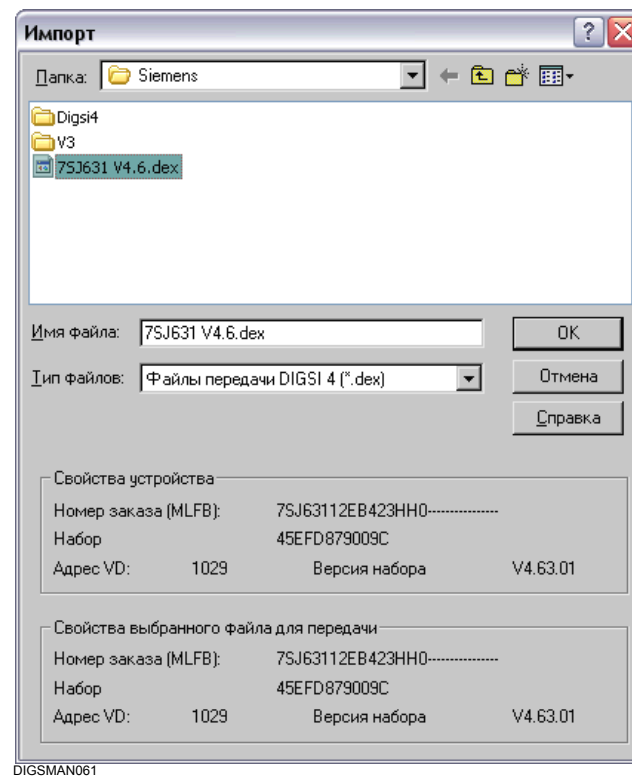 Импорт
Папка: Siemens
Digsi4
V3
7SJ631 V4.6.dex
Имя файла: 7SJ631 V4.6.dex
OK
Тип файлов: Файлы передачи DIGSI 4 (*.dex)
Отмена
Справка
Свойства устройства
Номер заказа (MLFB): 7SJ63112EB423HH0---------------
Набор 45EFD879009C
Адрес VD: 1029 Версия набора V4.63.01
Свойства выбранного файла для передачи
Номер заказа (MLFB): 7SJ63112EB423HH0---------------
Набор 45EFD879009C
Адрес VD: 1029 Версия набора V4.63.01
DIGSMAN061